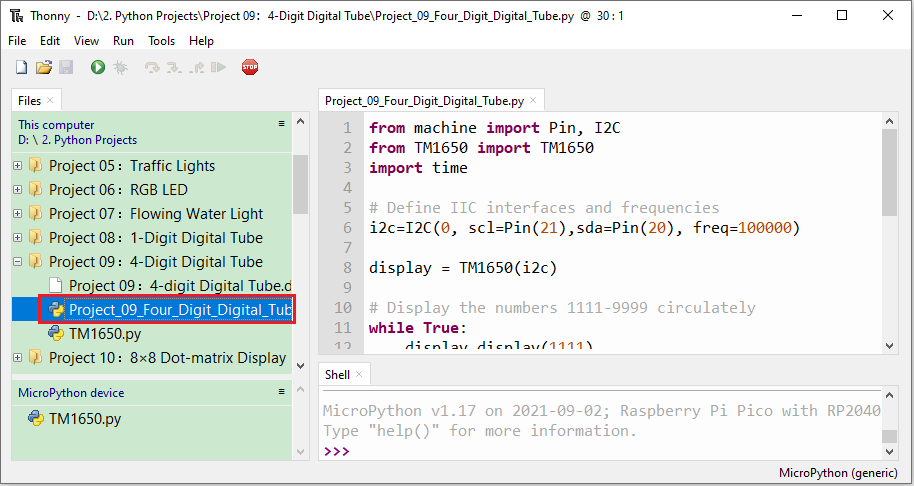 Thonny - D:\2. Python Projects\Project 09: 4-Digit Digital Tube\Project_09_Four_Digit_Digital_Tube.py @ 30 : 1
File Edit View Run Tools Help
STOP
Files
This computer
D: \ 2. Python Projects
Project 05: Traffic Lights
Project 06: RGB LED
Project 07: Flowing Water Light
Project 08: 1-Digit Digital Tube
Project 09: 4-Digit Digital Tube
Project 09: 4-digit Digital Tube.d
Project_09_Four_Digit_Digital_Tub
TM1650.py
Project 10: 8×8 Dot-matrix Display
MicroPython device
TM1650.py
Project_09_Four_Digit_Digital_Tube.py
1 from machine import Pin, I2C
2 from TM1650 import TM1650
3 import time
4
5 # Define IIC interfaces and frequencies
6 i2c=I2C(0, scl=Pin(21),sda=Pin(20), freq=100000)
7
8 display = TM1650(i2c)
9
10 # Display the numbers 1111-9999 circulately
11 while True:
12 display.display(1111)
Shell
MicroPython v1.17 on 2021-09-02; Raspberry Pi Pico with RP2040
Type "help()" for more information.
>>>
MicroPython (generic)